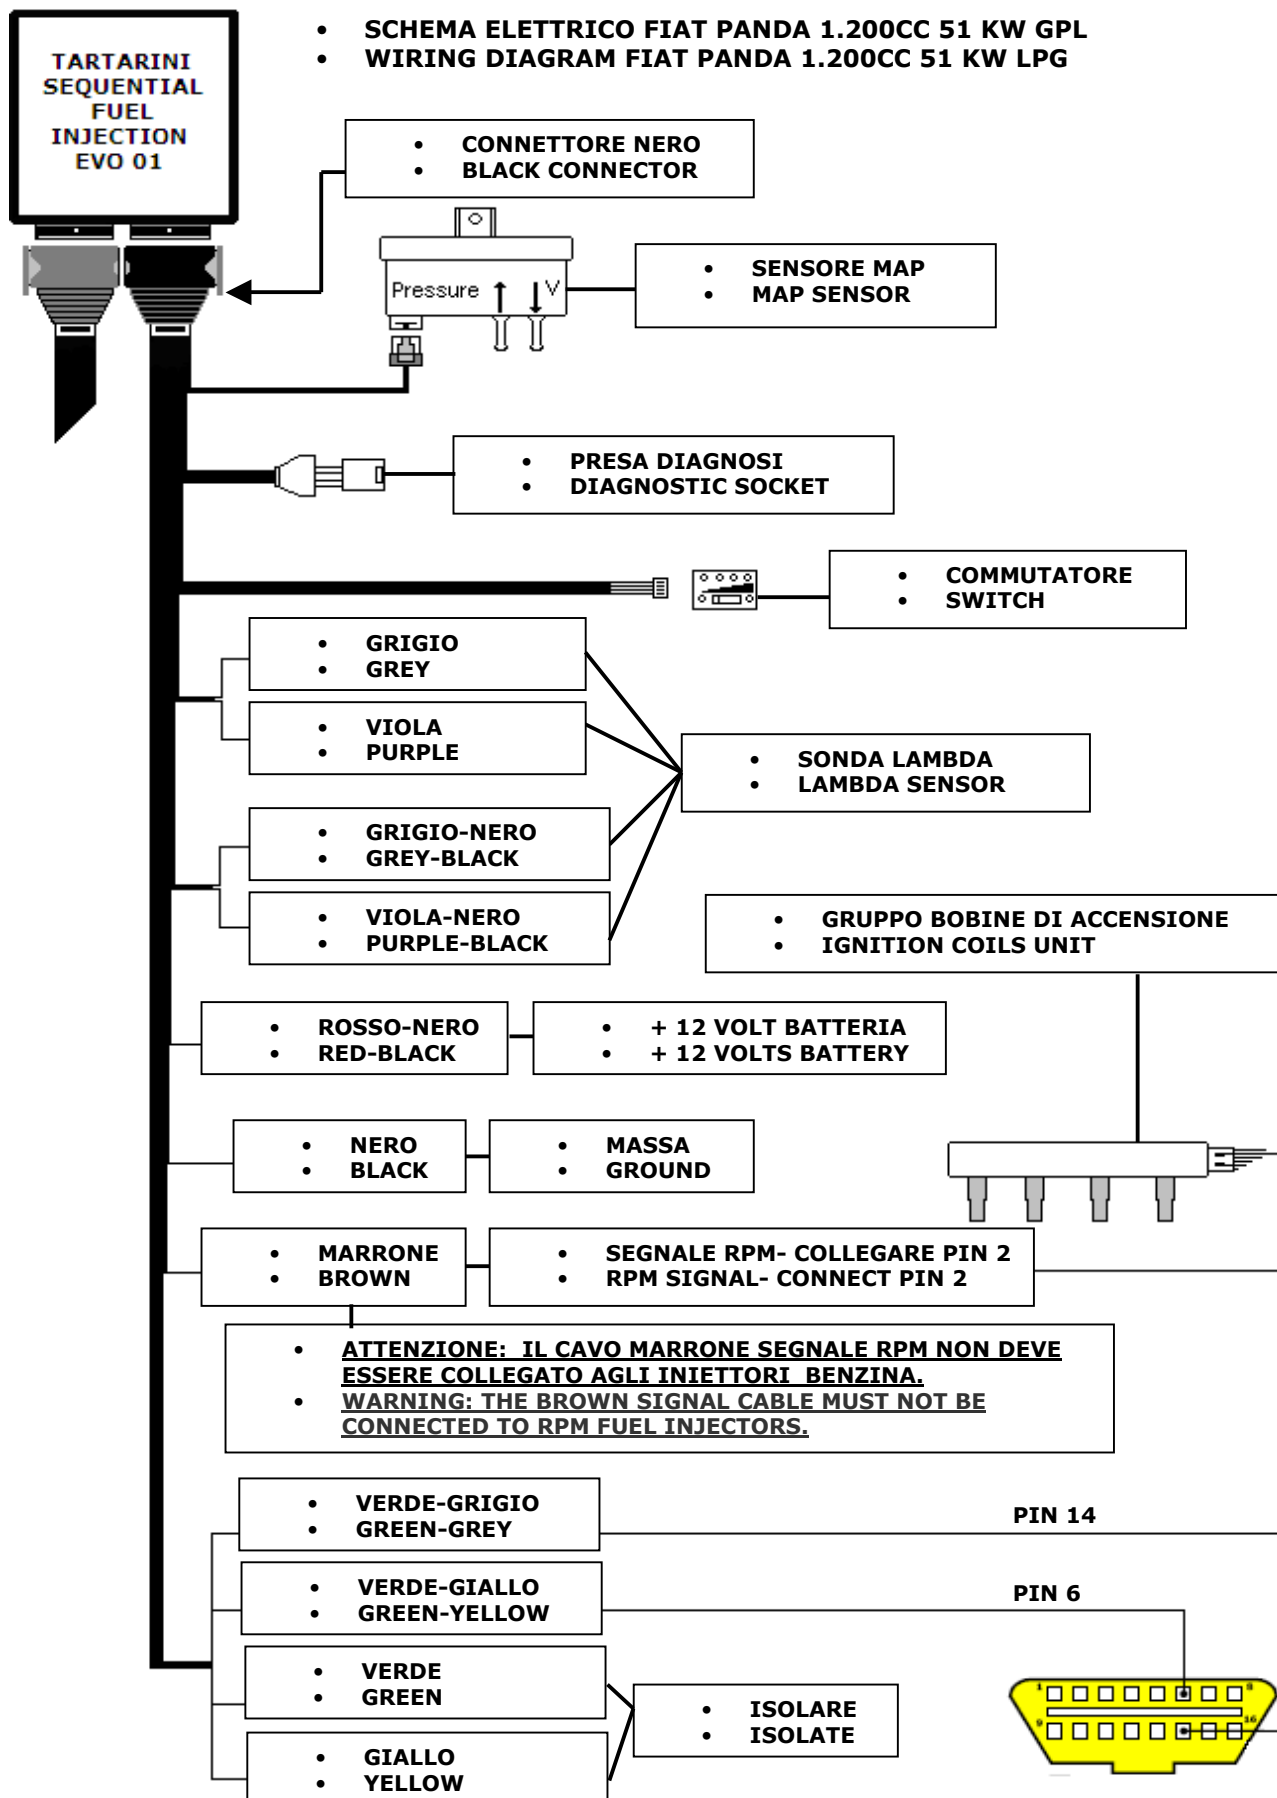 • SCHEMA ELETTRICO FIAT PANDA 1.200CC 51 KW GPL
• WIRING DIAGRAM FIAT PANDA 1.200CC 51 KW LPG
TARTARINI
SEQUENTIAL
FUEL
INJECTION
EVO 01
• CONNETTORE NERO
• BLACK CONNECTOR
Pressure
V
• SENSORE MAP
• MAP SENSOR
• PRESA DIAGNOSI
• DIAGNOSTIC SOCKET
• COMMUTATORE
• SWITCH
• GRIGIO
• GREY
• VIOLA
• PURPLE
• SONDA LAMBDA
• LAMBDA SENSOR
• GRIGIO-NERO
• GREY-BLACK
• VIOLA-NERO
• PURPLE-BLACK
• GRUPPO BOBINE DI ACCENSIONE
• IGNITION COILS UNIT
• ROSSO-NERO
• RED-BLACK
• + 12 VOLT BATTERIA
• + 12 VOLTS BATTERY
• NERO
• BLACK
• MASSA
• GROUND
• MARRONE
• BROWN
• SEGNALE RPM- COLLEGARE PIN 2
• RPM SIGNAL- CONNECT PIN 2
• ATTENZIONE: IL CAVO MARRONE SEGNALE RPM NON DEVE
ESSERE COLLEGATO AGLI INIETTORI BENZINA.
• WARNING: THE BROWN SIGNAL CABLE MUST NOT BE
CONNECTED TO RPM FUEL INJECTORS.
• VERDE-GRIGIO
• GREEN-GREY
PIN 14
• VERDE-GIALLO
• GREEN-YELLOW
PIN 6
• VERDE
• GREEN
• ISOLARE
• ISOLATE
• GIALLO
• YELLOW
1 8
9 16